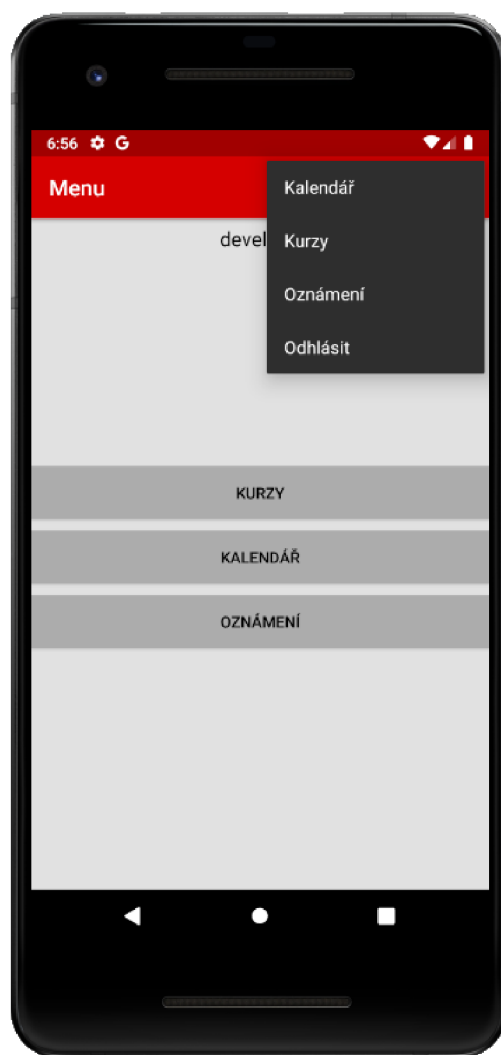 6:56 G
Menu
Kalendář
devel
Kurzy
Oznámení
Odhlásit
KURZY
KALENDÁŘ
OZNÁMENÍ